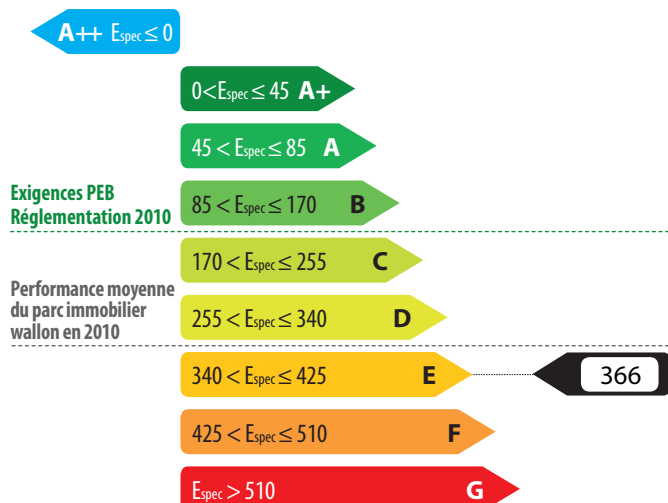 A++ Espec ≤ 0
0<Espec ≤ 45 A+
45 < Espec ≤ 85 A
Exigences PEB
Réglementation 2010
85 < Espec ≤ 170 B
170 < Espec ≤ 255 C
Performance moyenne
du parc immobilier
wallon en 2010
255 < Espec ≤ 340 D
340 < Espec ≤ 425 E
366
425 < Espec ≤ 510 F
Espec > 510 G